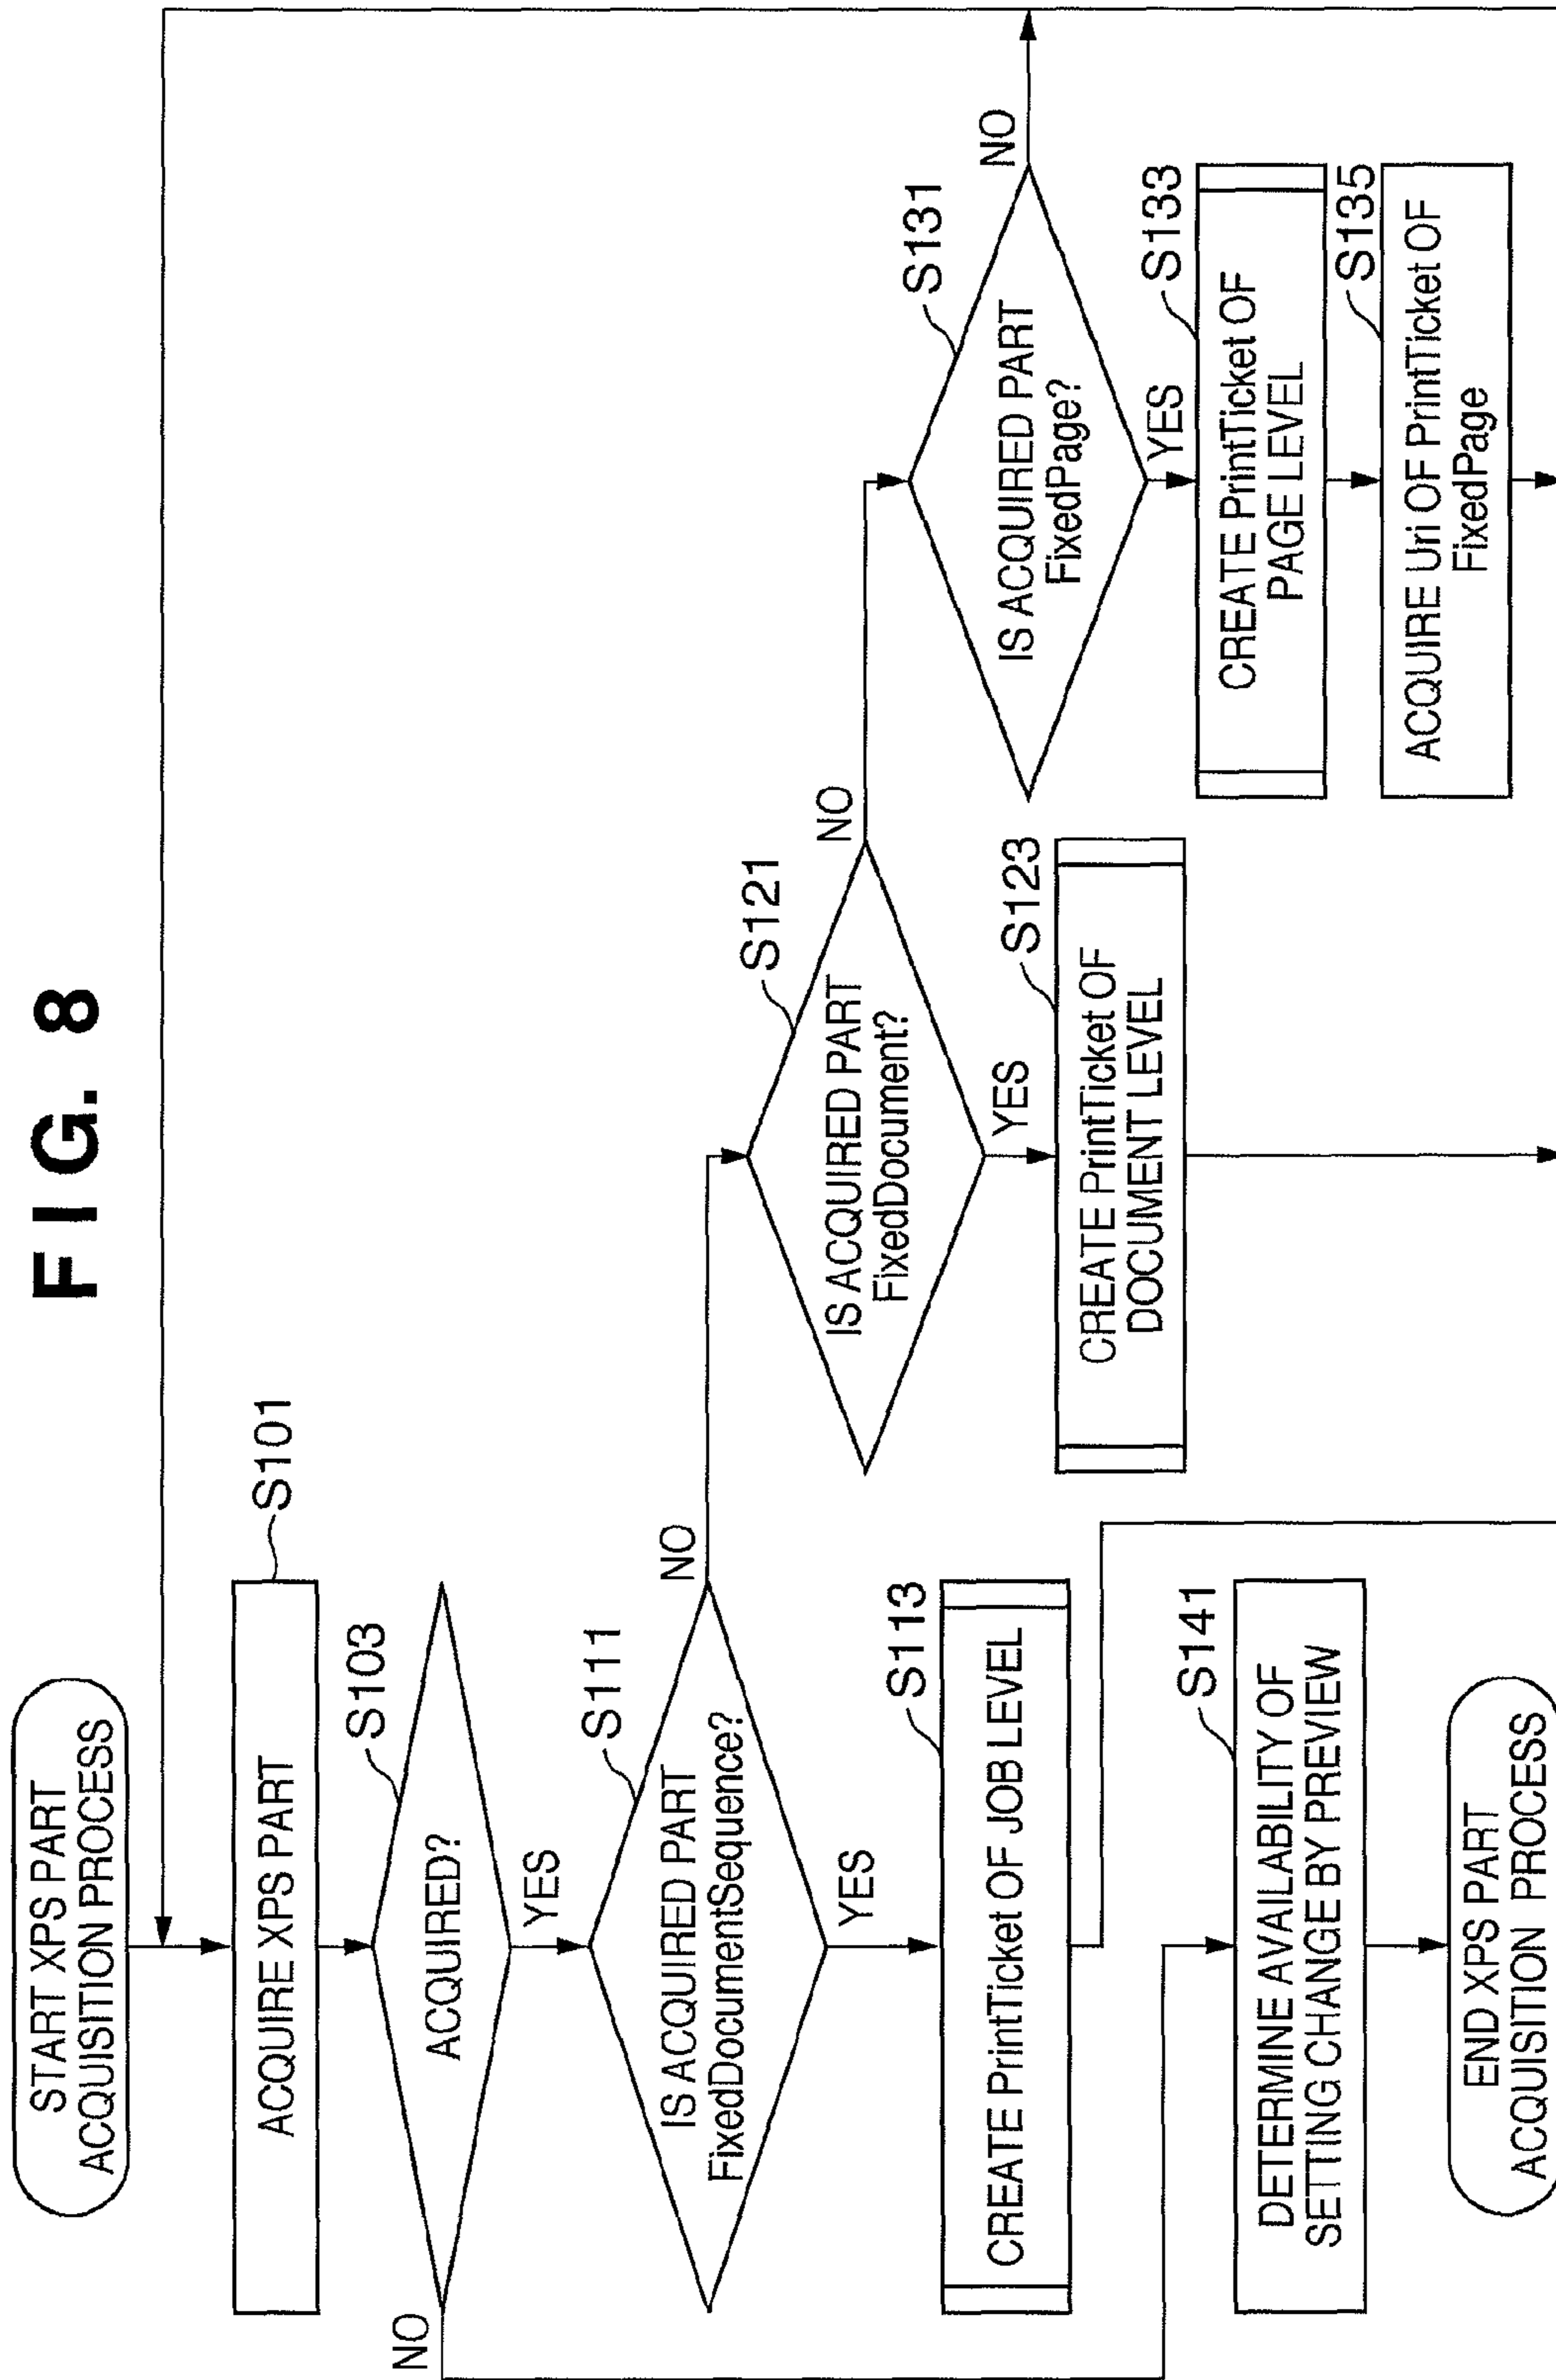 FIG. 8
START XPS PART
ACQUISITION PROCESS
ACQUIRE XPS PART
S101
ACQUIRED?
S103
NO
YES
IS ACQUIRED PART
FixedDocumentSequence?
S111
NO
YES
CREATE PrintTicket OF JOB LEVEL
S113
IS ACQUIRED PART
FixedDocument?
S121
NO
YES
CREATE PrintTicket OF
DOCUMENT LEVEL
S123
IS ACQUIRED PART
FixedPage?
S131
NO
YES
CREATE PrintTicket OF
PAGE LEVEL
S133
ACQUIRE Uri OF PrintTicket OF
FixedPage
S135
DETERMINE AVAILABILITY OF
SETTING CHANGE BY PREVIEW
S141
END XPS PART
ACQUISITION PROCESS